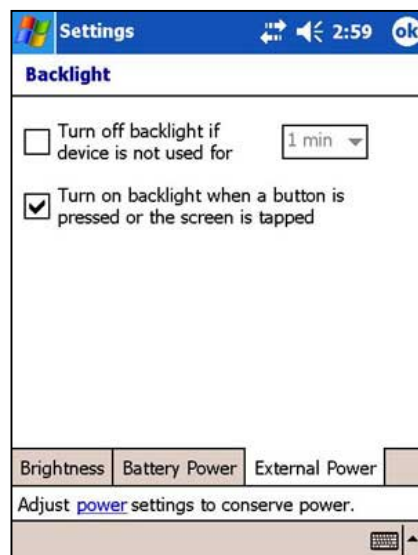 Settings 2:59 ok
Backlight
Turn off backlight if
device is not used for 1 min
Turn on backlight when a button is
pressed or the screen is tapped
Brightness Battery Power External Power
Adjust power settings to conserve power.